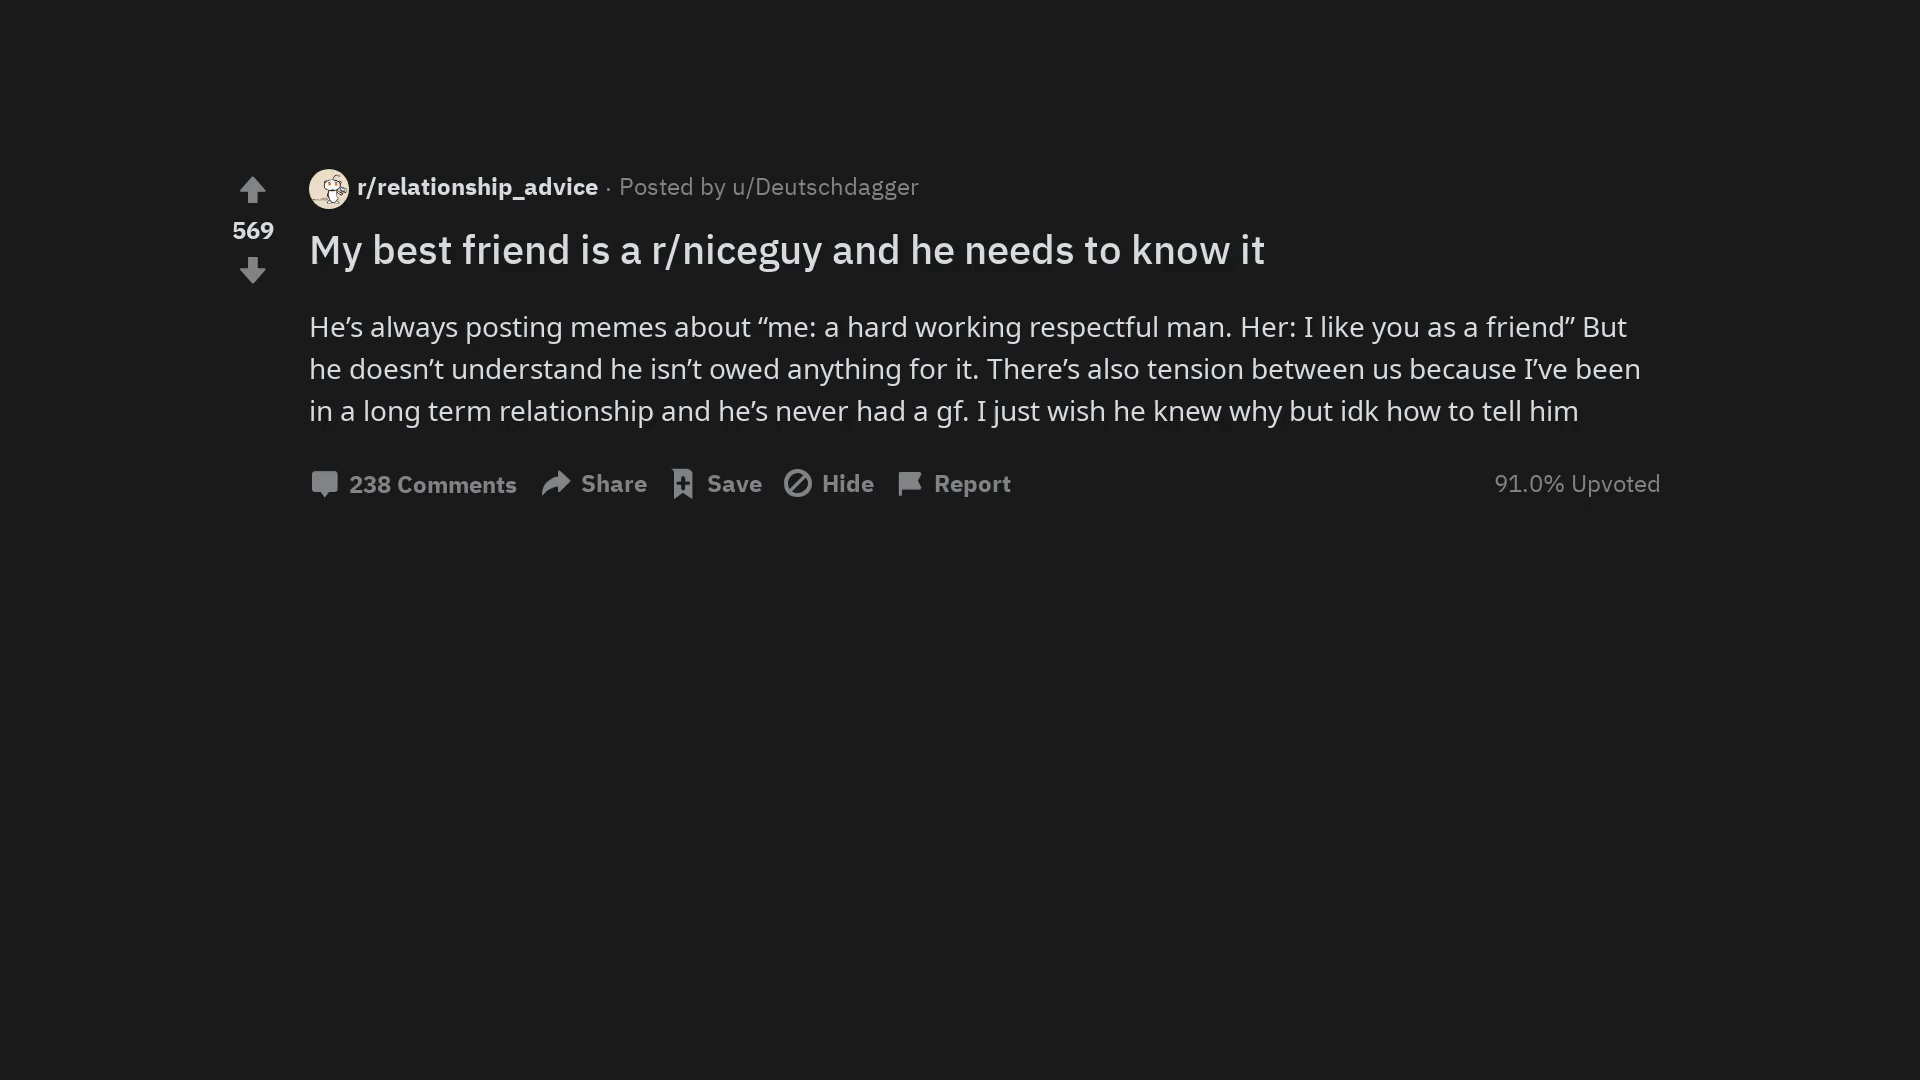 r/relationship_advice · Posted by u/Deutschdagger
569
My best friend is a r/niceguy and he needs to know it
He’s always posting memes about “me: a hard working respectful man. Her: I like you as a friend” But
he doesn’t understand he isn’t owed anything for it. There’s also tension between us because I’ve been
in a long term relationship and he’s never had a gf. I just wish he knew why but idk how to tell him
238 Comments Share Save Hide Report 91.0% Upvoted